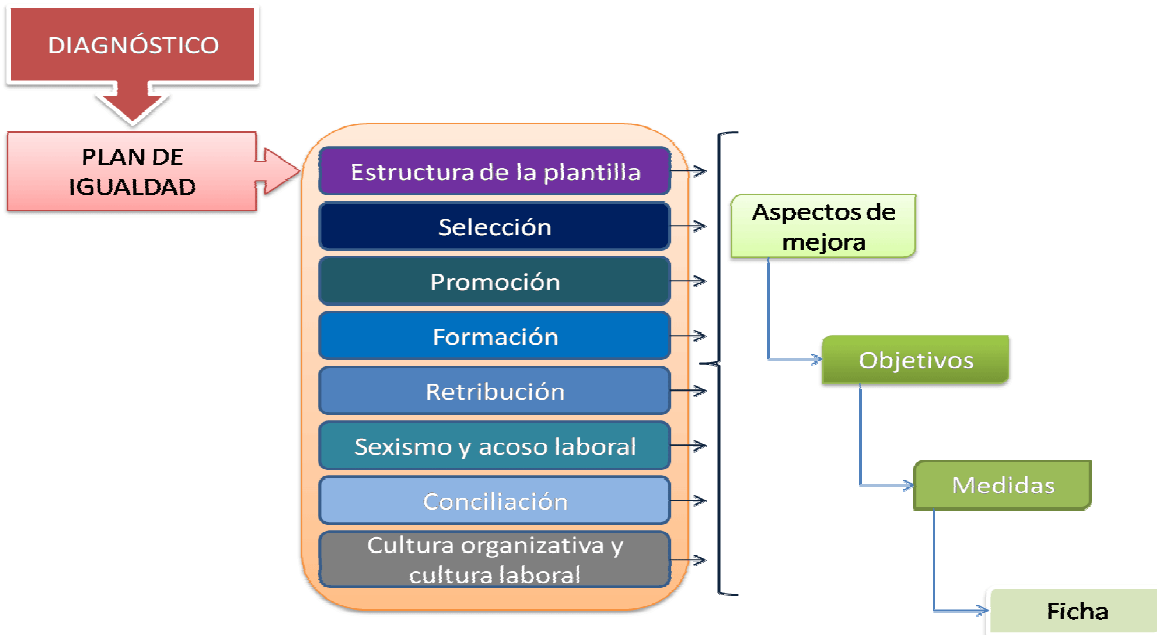 DIAGNÓSTICO
PLAN DE
IGUALDAD
Estructura de la plantilla
Selección
Promoción
Formación
Retribución
Sexismo y acoso laboral
Conciliación
Cultura organizativa y
cultura laboral
Aspectos de
mejora
Objetivos
Medidas
Ficha